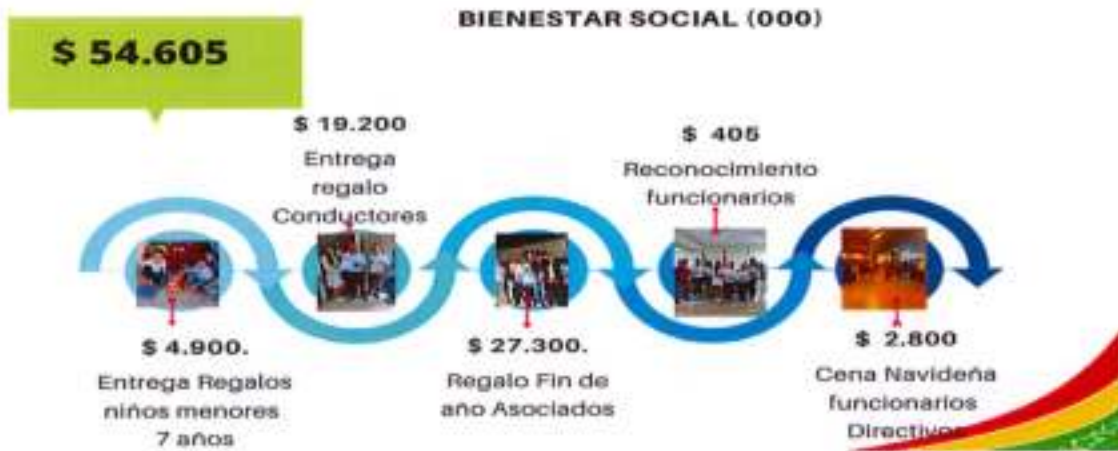 BIENESTAR SOCIAL (000)
$ 54.605
$ 4.900.
Entrega Regalos
niños menores
7 años
$ 19.200
Entrega
regalo
Conductores
$ 27.300.
Regalo Fin de
año Asociados
$ 405
Reconocimiento
funcionarios
$ 2.800
Cena Navideña
funcionarios
Directivos